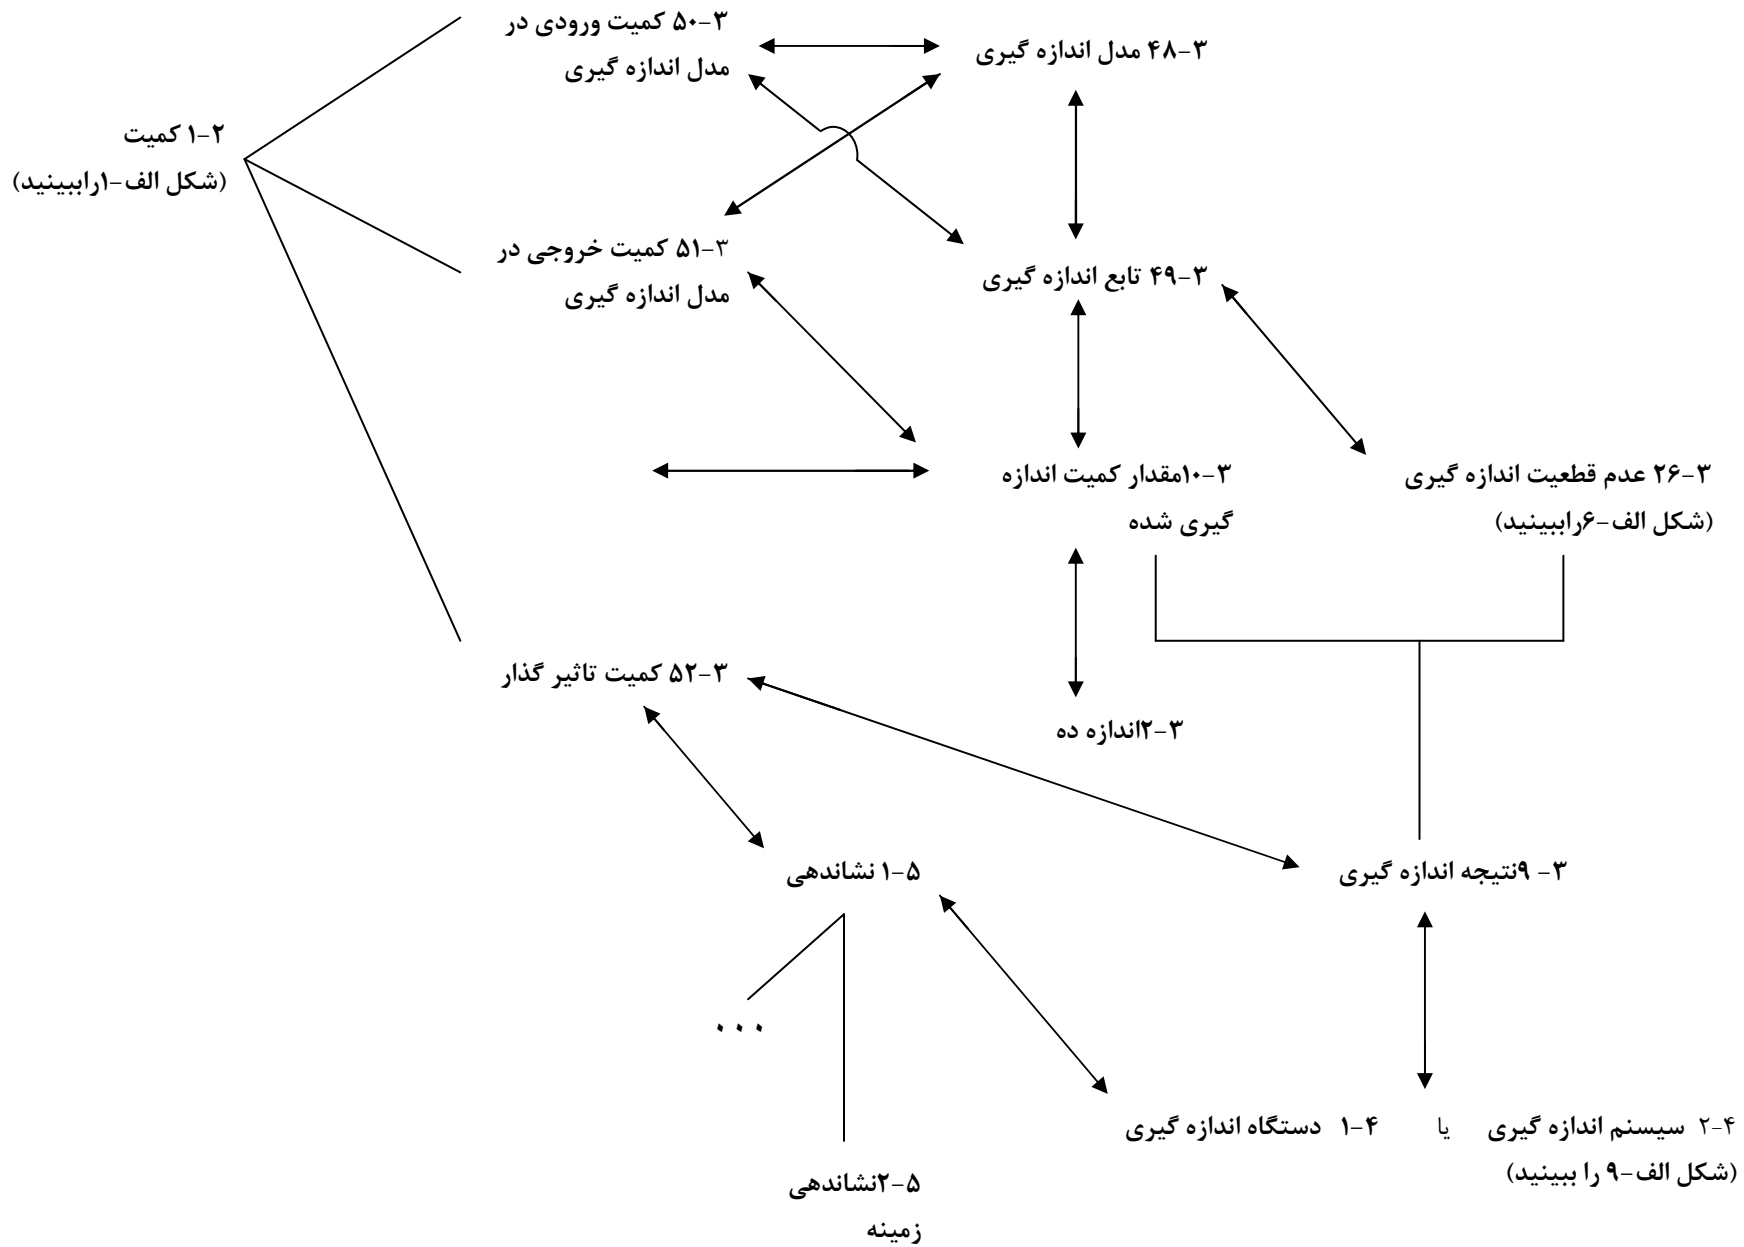 ۳-۵۰ کمیت ورودی در
مدل اندازه گیری
۳-۴۸ مدل اندازه گیری
۲-۱ کمیت
(شکل الف-۱راببینید)
۳-۵۱ کمیت خروجی در
مدل اندازه گیری
۳-۴۹ تابع اندازه گیری
۳-۲۶ عدم قطعیت اندازه گیری
(شکل الف-۶راببینید)
۳-۱۰مقدار کمیت اندازه
گیری شده
۳-۵۲ کمیت تاثیر گذار
۳-۲اندازه ده
۳- ۹نتیجه اندازه گیری
۵-۱ نشاندهی
...
۴-۲ سیسنم اندازه گیری یا ۴-۱ دستگاه اندازه گیری
(شکل الف-۹ را ببینید)
۵-۲نشاندهی
زمینه